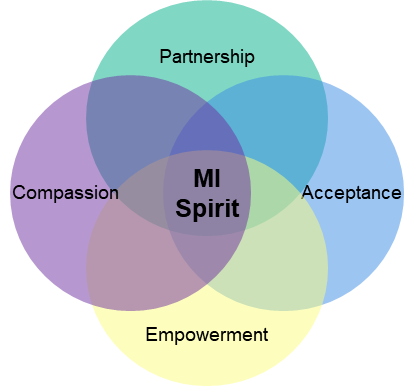 Partnership
Compassion
MI
Spirit
Acceptance
Empowerment